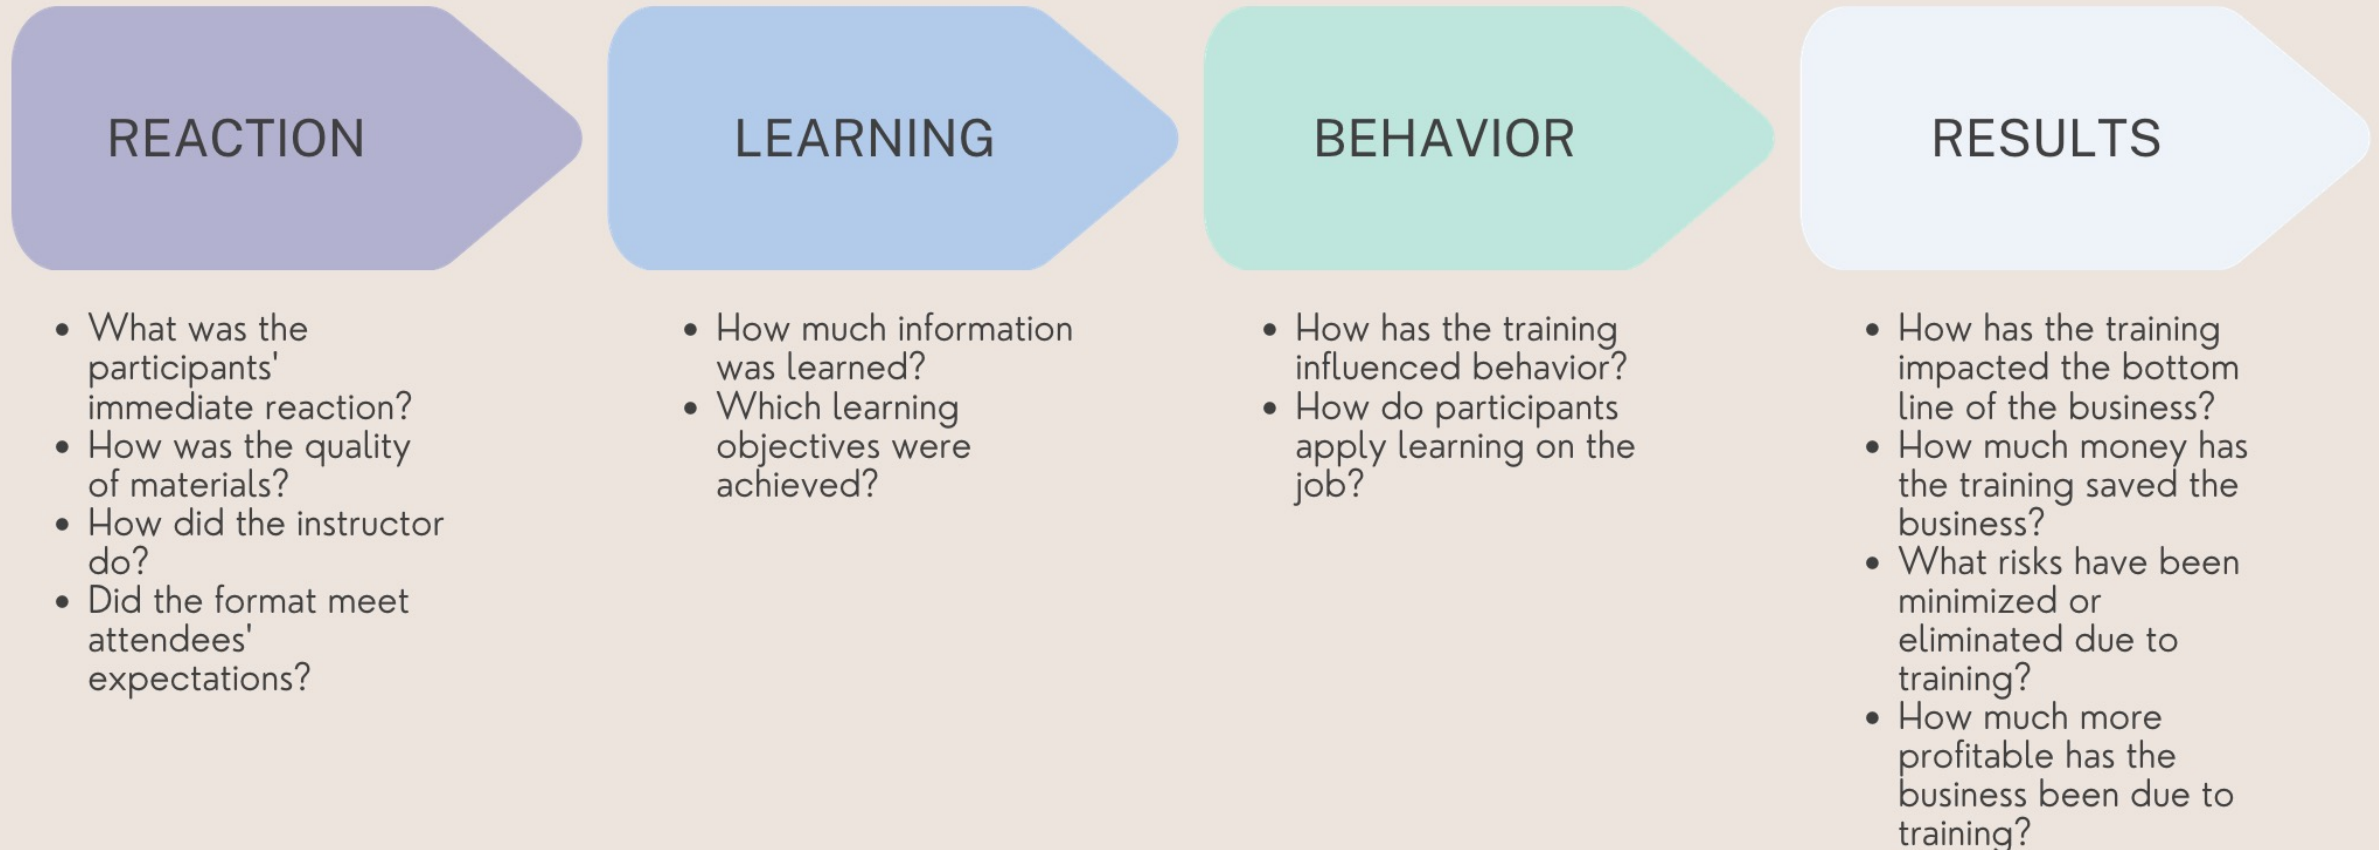 REACTION
• What was the
participants'
immediate reaction?
• How was the quality
of materials?
• How did the instructor
do?
• Did the format meet
attendees'
expectations?
LEARNING
• How much information
was learned?
• Which learning
objectives were
achieved?
BEHAVIOR
• How has the training
influenced behavior?
• How do participants
apply learning on the
job?
RESULTS
• How has the training
impacted the bottom
line of the business?
• How much money has
the training saved the
business?
• What risks have been
minimized or
eliminated due to
training?
• How much more
profitable has the
business been due to
training?